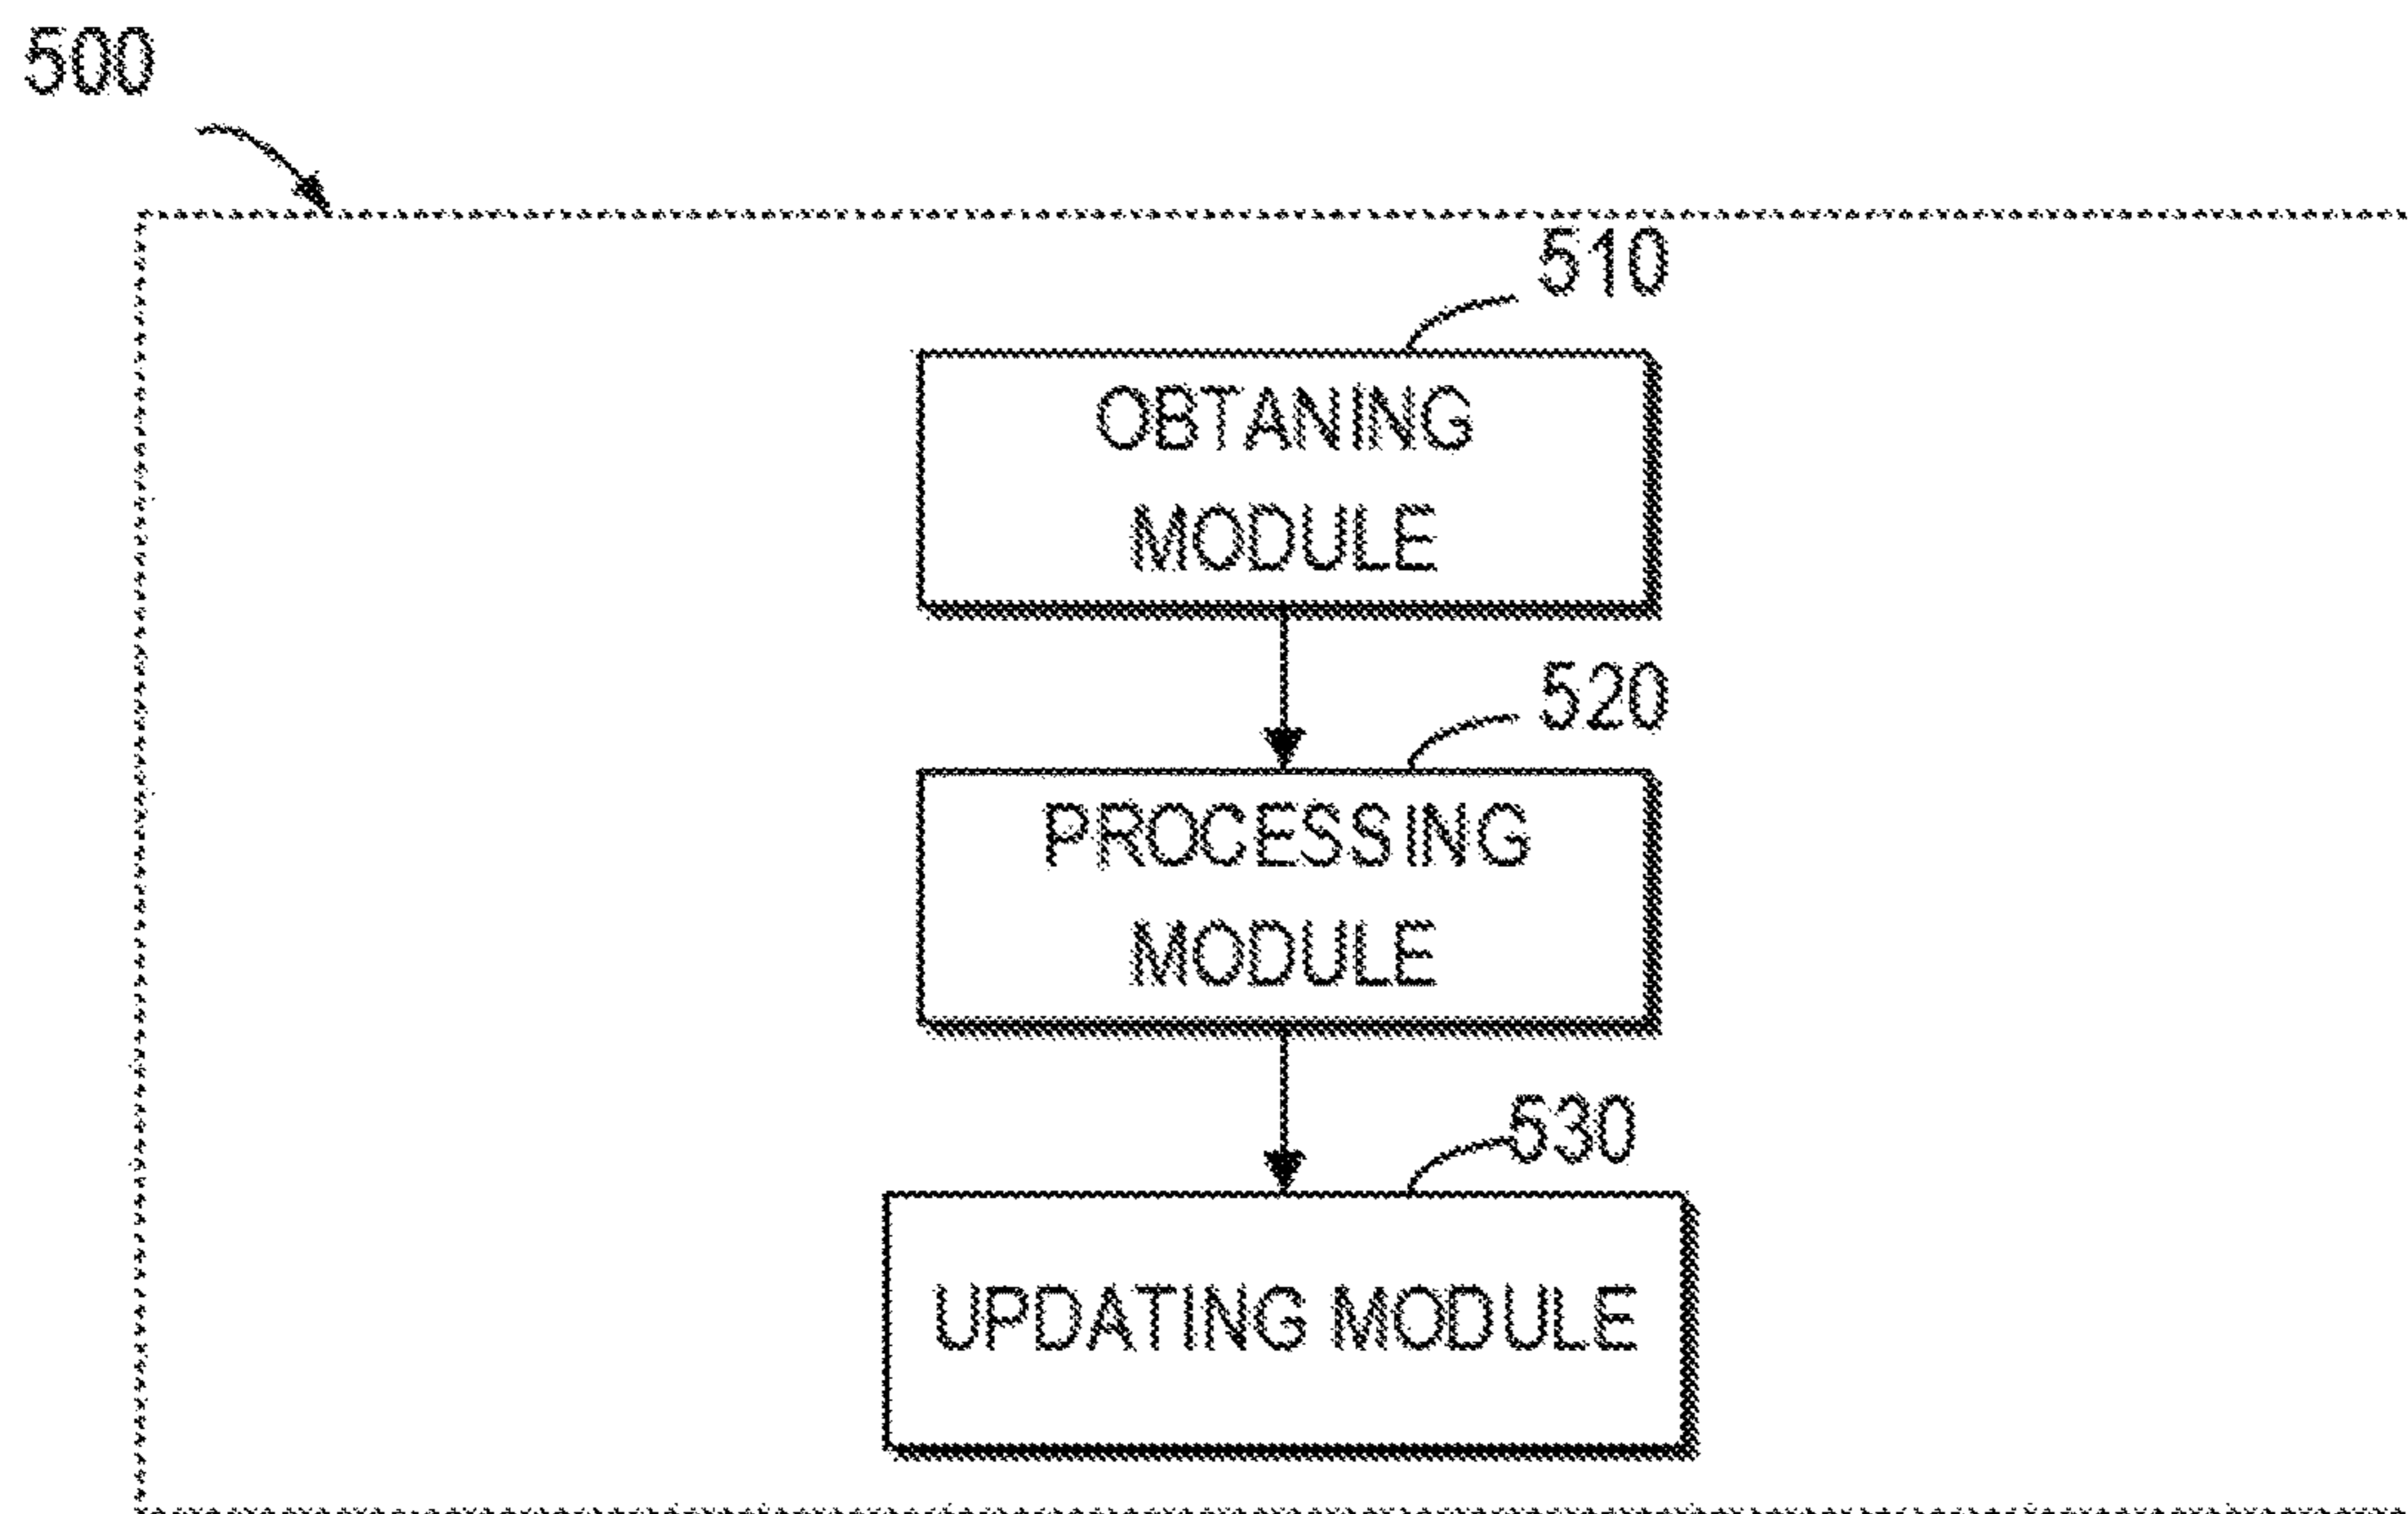 500
510
OBTANING
MODULE
520
PROCESSING
MODULE
530
UPDATING MODULE